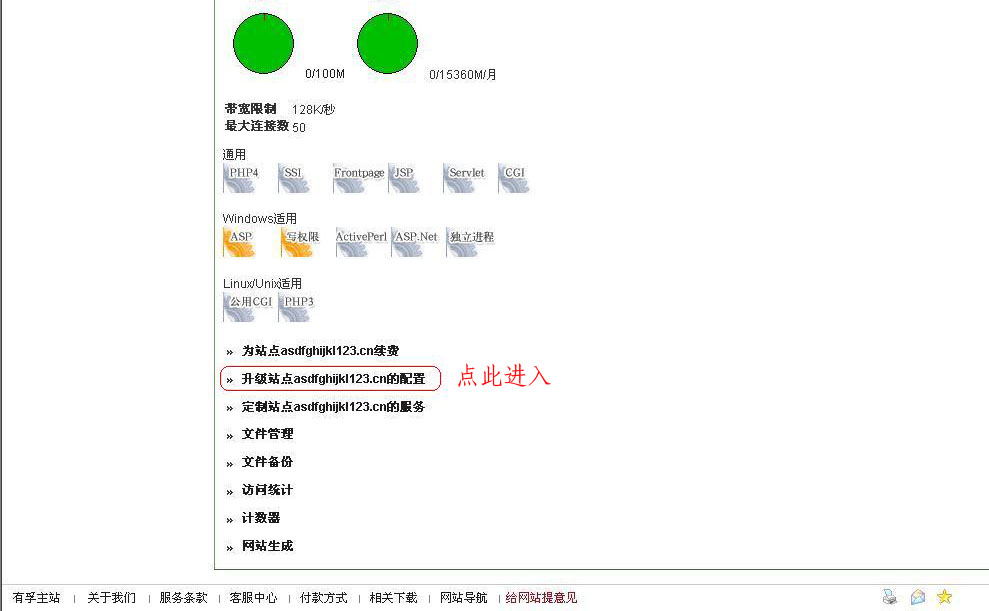 0/100M 0/15360M/月
带宽限制 128K/秒
最大连接数 50
通用
PHP4 SSI Frontpage JSP Servlet CGI
Windows适用
ASP 写权限 ActivePerl ASP.Net 独立进程
Linux/Unix适用
公用CGI PHP3
» 为站点asdfghijkl123.cn续费
» 升级站点asdfghijkl123.cn的配置 点此进入
» 定制站点asdfghijkl123.cn的服务
» 文件管理
» 文件备份
» 访问统计
» 计数器
» 网站生成
有孚主站 | 关于我们 | 服务条款 | 客服中心 | 付款方式 | 相关下载 | 网站导航 | 给网站提意见